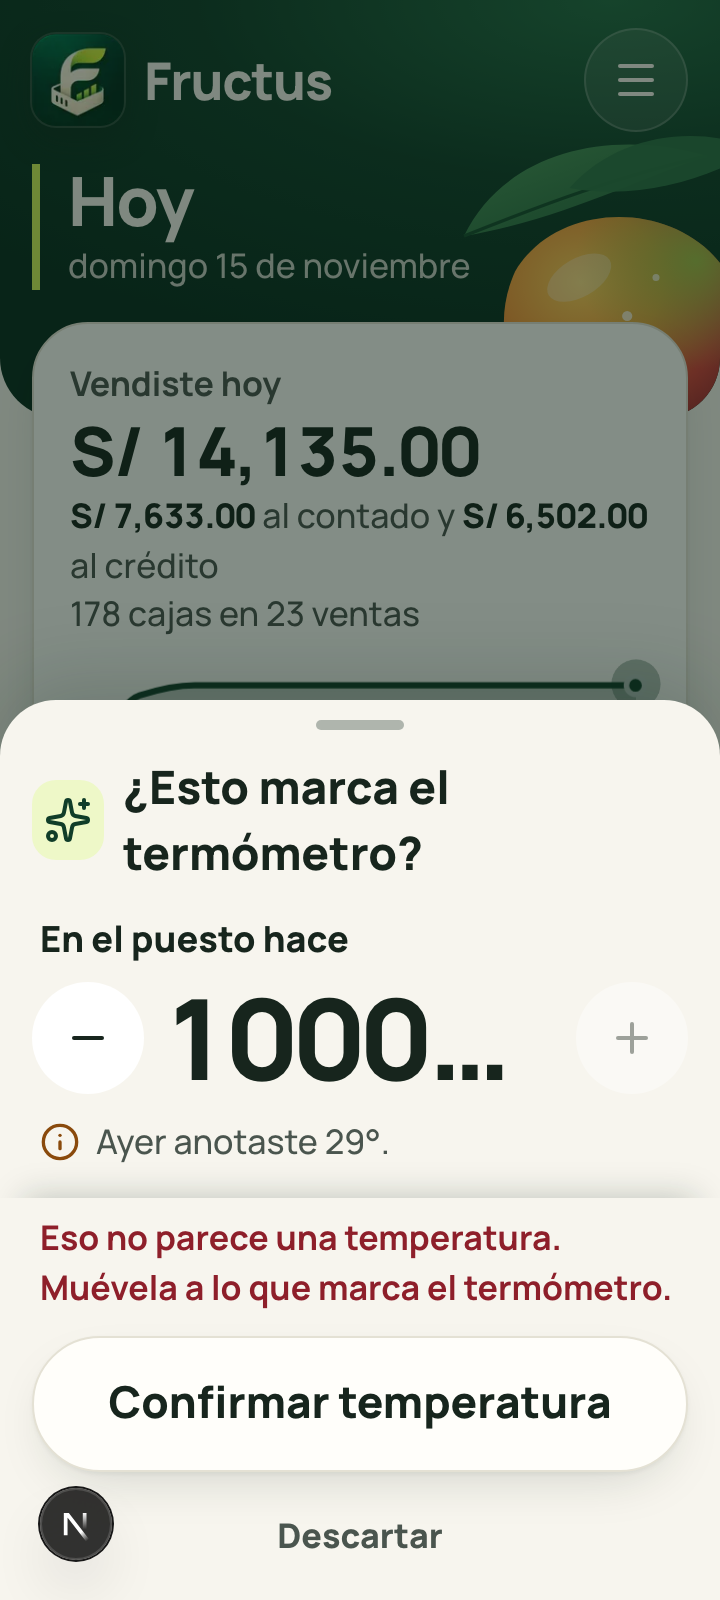 Fructus
Hoy
domingo 15 de noviembre
Vendiste hoy
S/ 14,135.00
S/ 7,633.00 al contado y S/ 6,502.00
al crédito
178 cajas en 23 ventas
¿Esto marca el
termómetro?
En el puesto hace
1000...
Ayer anotaste 29°.
Eso no parece una temperatura.
Muévela a lo que marca el termómetro.
Confirmar temperatura
N
Descartar